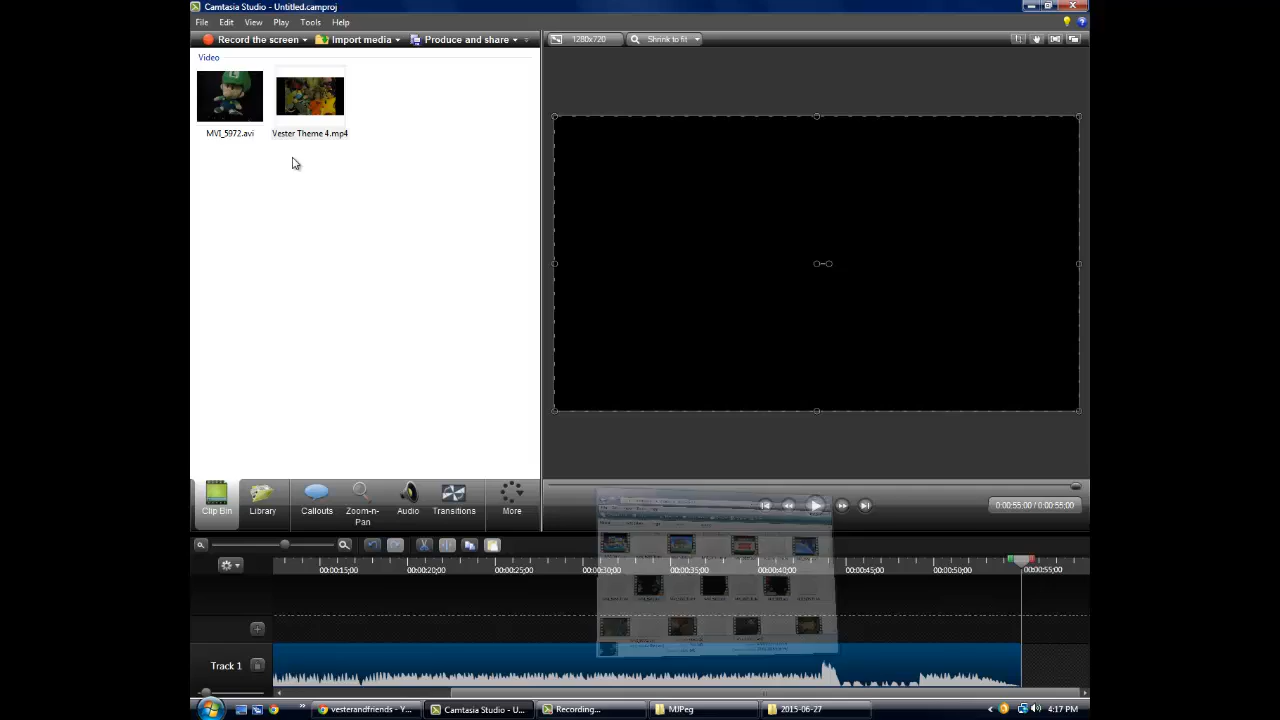 Camtasia Studio - Untitled.camproj
File Edit View Play Tools Help
Record the screen Import media Produce and share »
1280x720 Shrink to fit
Video
MVI_5972.avi Vester Theme 4.mp4
0:00:55;00 / 0:00:55;00
Clip Bin Library Callouts Zoom-n-Pan Audio Transitions More
00:00:15;00 00:00:20;00 00:00:25;00 00:00:30;00 00:00:35;00 00:00:40;00 00:00:45;00 00:00:50;00 00:00:55;00
Track 1
vesterandfriends - Y... Camtasia Studio - U... Recording... MJPeg 2015-06-27 4:17 PM